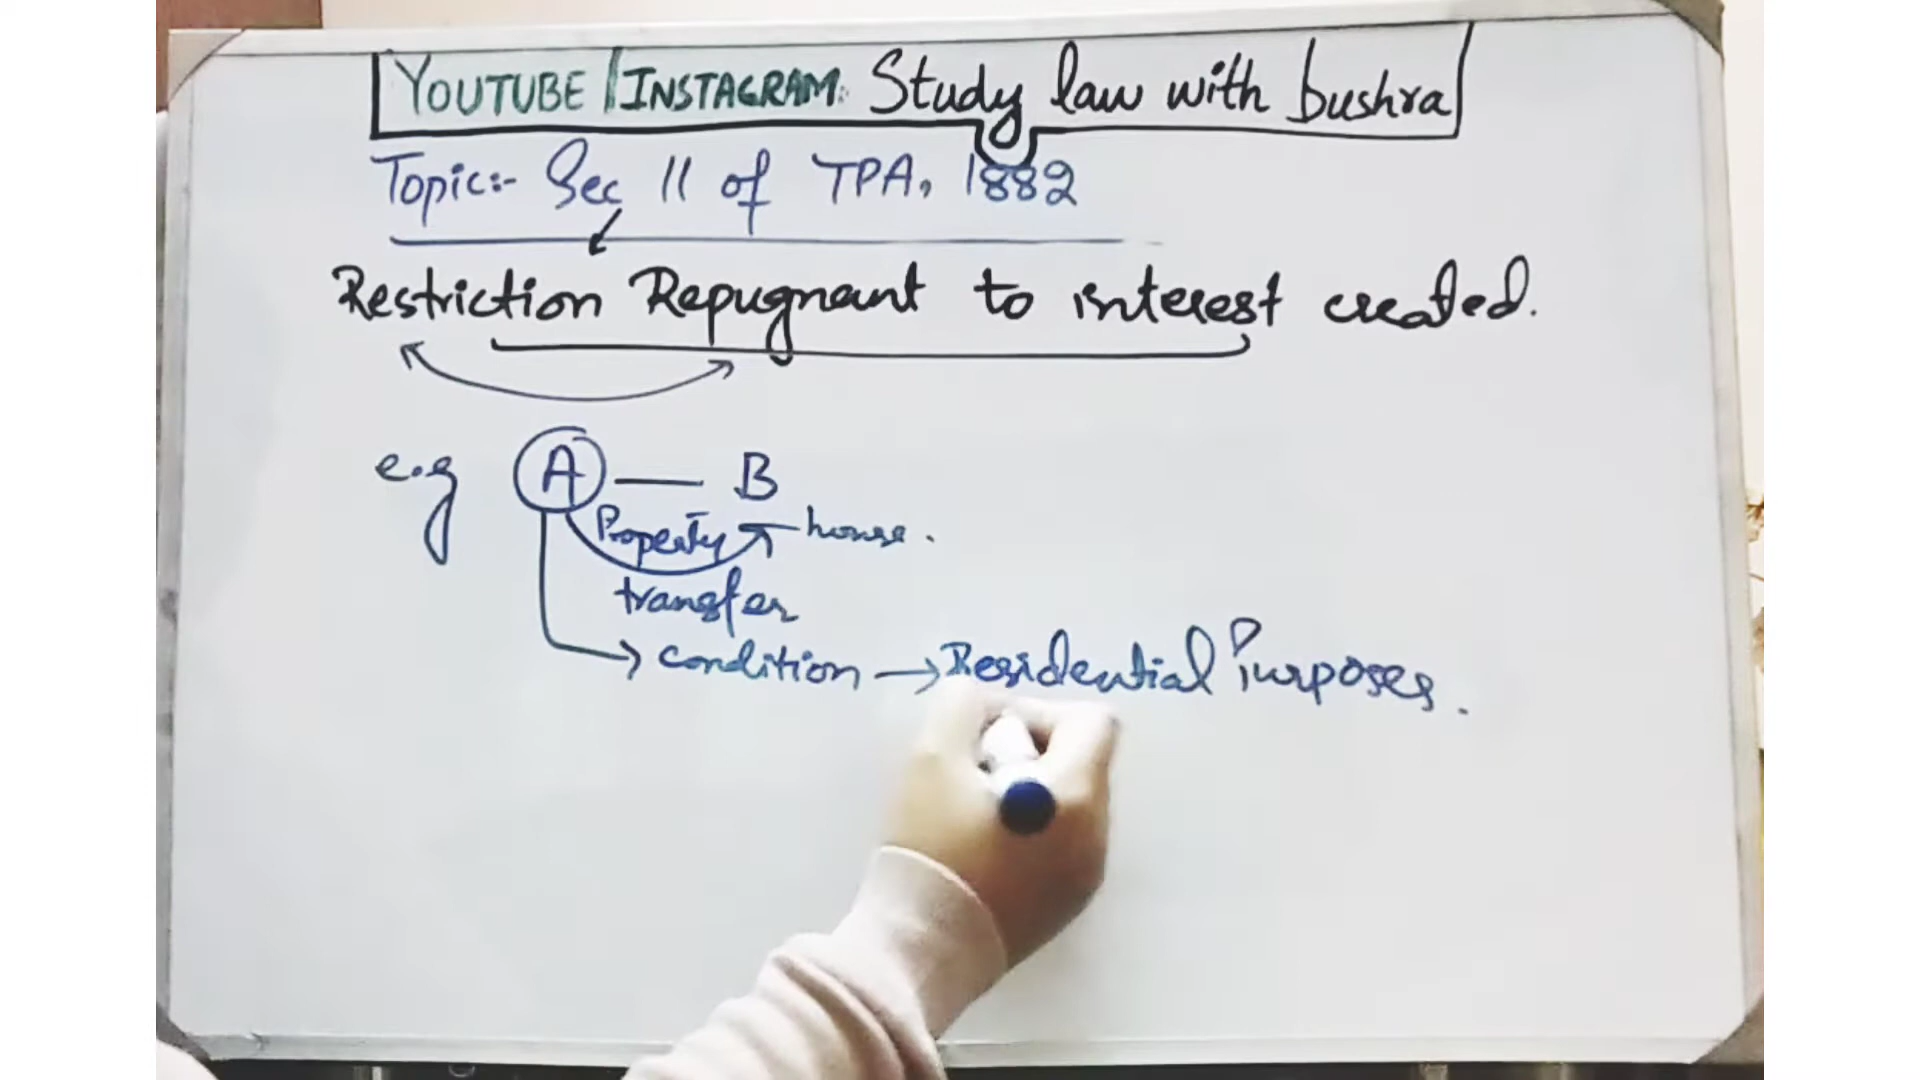 YOUTUBE/INSTAGRAM: Study law with bushra
Topic:- Sec 11 of TPA, 1882
Restriction Repugnant to interest created.
e.g A — B
Property house.
transfer
condition → Residential Purposes.